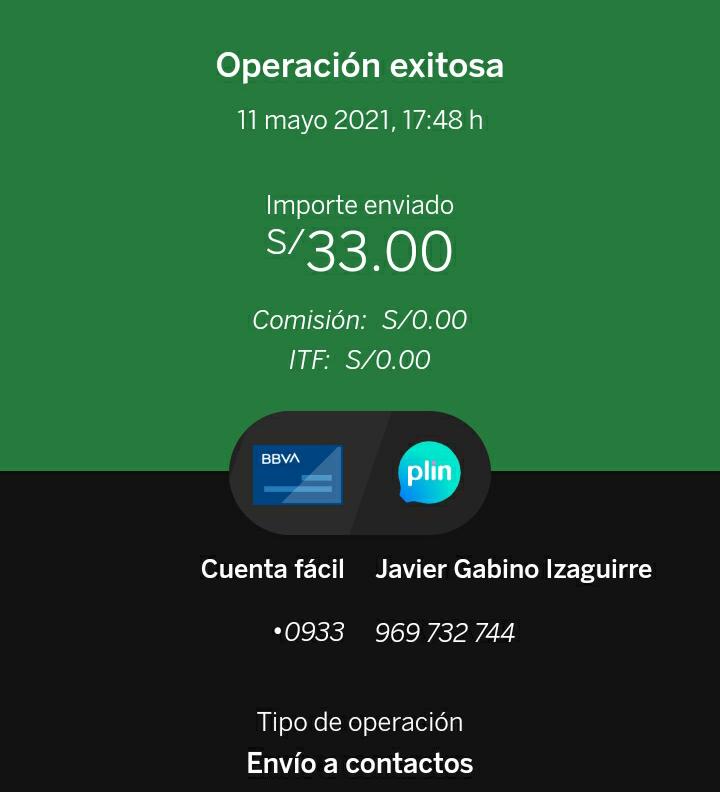 Operación exitosa
11 mayo 2021, 17:48 h
Importe enviado
S/33.00
Comisión: S/0.00
ITF: S/0.00
BBVA
plin
Cuenta fácil
•0933
Javier Gabino Izaguirre
969 732 744
Tipo de operación
Envío a contactos